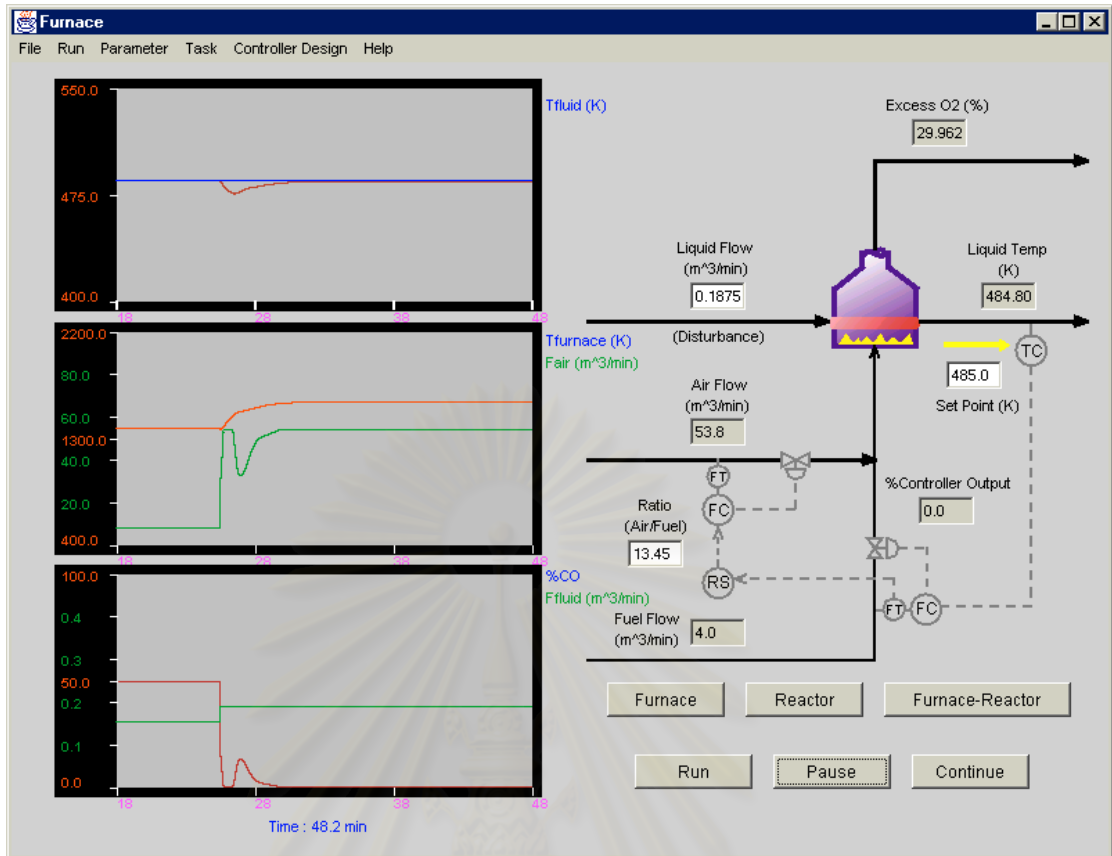 Furnace
File Run Parameter Task Controller Design Help
550.0
475.0
400.0
18 28 38 48
Tfluid (K)
2200.0
80.0
60.0
1300.0
40.0
20.0
400.0
18 28 38 48
Tfurnace (K)
Fair (m^3/min)
100.0
0.4
0.3
50.0
0.2
0.1
0.0
18 28 38 48
%CO
Ffluid (m^3/min)
Time : 48.2 min
Excess O2 (%)
29.962
Liquid Flow
(m^3/min)
0.1875
(Disturbance)
Liquid Temp
(K)
484.80
TC
485.0
Set Point (K)
Air Flow
(m^3/min)
53.8
FT
FC
Ratio
(Air/Fuel)
13.45
RS
%Controller Output
0.0
FT
FC
Fuel Flow
(m^3/min)
4.0
Furnace Reactor Furnace-Reactor
Run Pause Continue